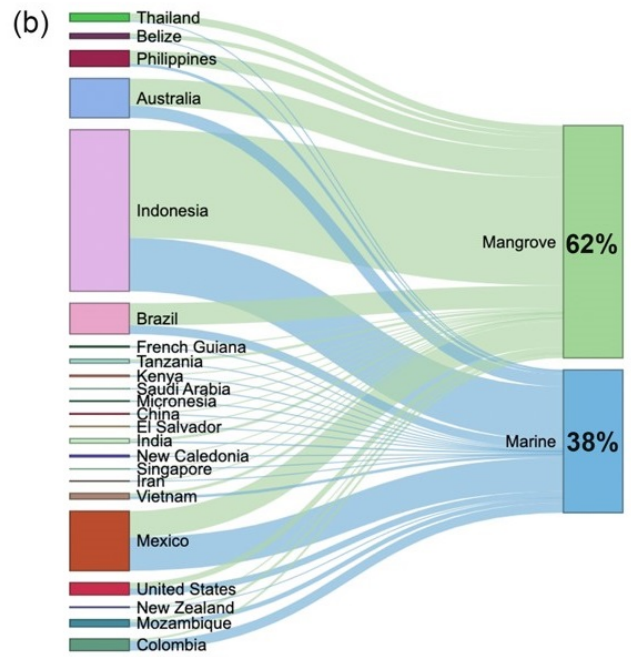 (b)
Thailand
Belize
Philippines
Australia
Indonesia
Mangrove 62%
Brazil
French Guiana
Tanzania
Kenya
Saudi Arabia
Micronesia
China
El Salvador
India
Marine 38%
New Caledonia
Singapore
Iran
Vietnam
Mexico
United States
New Zealand
Mozambique
Colombia